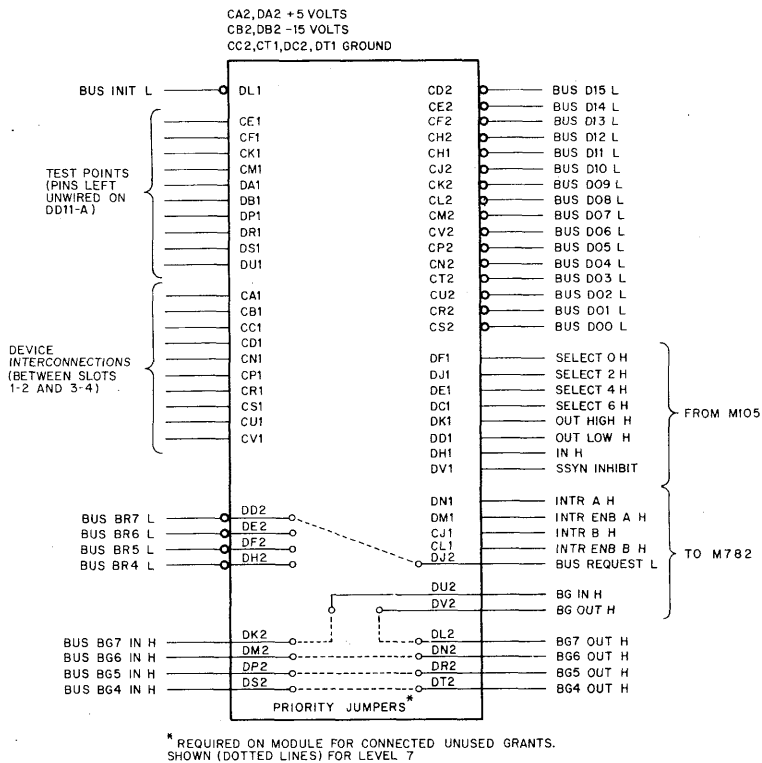 CA2,DA2 +5 VOLTS
CB2,DB2 -15 VOLTS
CC2,CT1,DC2,DT1 GROUND
BUS INIT L
DL1
CE1
CF1
CK1
CM1
DA1
DB1
DP1
DR1
DS1
DU1
TEST POINTS
(PINS LEFT
UNWIRED ON
DD11-A)
CA1
CB1
CC1
CD1
CN1
CP1
CR1
CS1
CU1
CV1
DEVICE
INTERCONNECTIONS
(BETWEEN SLOTS
1-2 AND 3-4)
CD2 BUS D15 L
CE2 BUS D14 L
CF2 BUS D13 L
CH2 BUS D12 L
CH1 BUS D11 L
CJ2 BUS D10 L
CK2 BUS D09 L
CL2 BUS D08 L
CM2 BUS D07 L
CV2 BUS D06 L
CP2 BUS D05 L
CN2 BUS D04 L
CT2 BUS D03 L
CU2 BUS D02 L
CR2 BUS D01 L
CS2 BUS D00 L
DF1 SELECT 0 H
DJ1 SELECT 2 H
DE1 SELECT 4 H
DC1 SELECT 6 H
DK1 OUT HIGH H
DD1 OUT LOW H
DH1 IN H
DV1 SSYN INHIBIT
FROM M105
DN1 INTR A H
DM1 INTR ENB A H
CJ1 INTR B H
CL1 INTR ENB B H
DJ2 BUS REQUEST L
DU2 BG IN H
DV2 BG OUT H
TO M782
BUS BR7 L DD2
BUS BR6 L DE2
BUS BR5 L DF2
BUS BR4 L DH2
BUS BG7 IN H DK2 DL2 BG7 OUT H
BUS BG6 IN H DM2 DN2 BG6 OUT H
BUS BG5 IN H DP2 DR2 BG5 OUT H
BUS BG4 IN H DS2 DT2 BG4 OUT H
PRIORITY JUMPERS*
* REQUIRED ON MODULE FOR CONNECTED UNUSED GRANTS.
SHOWN (DOTTED LINES) FOR LEVEL 7